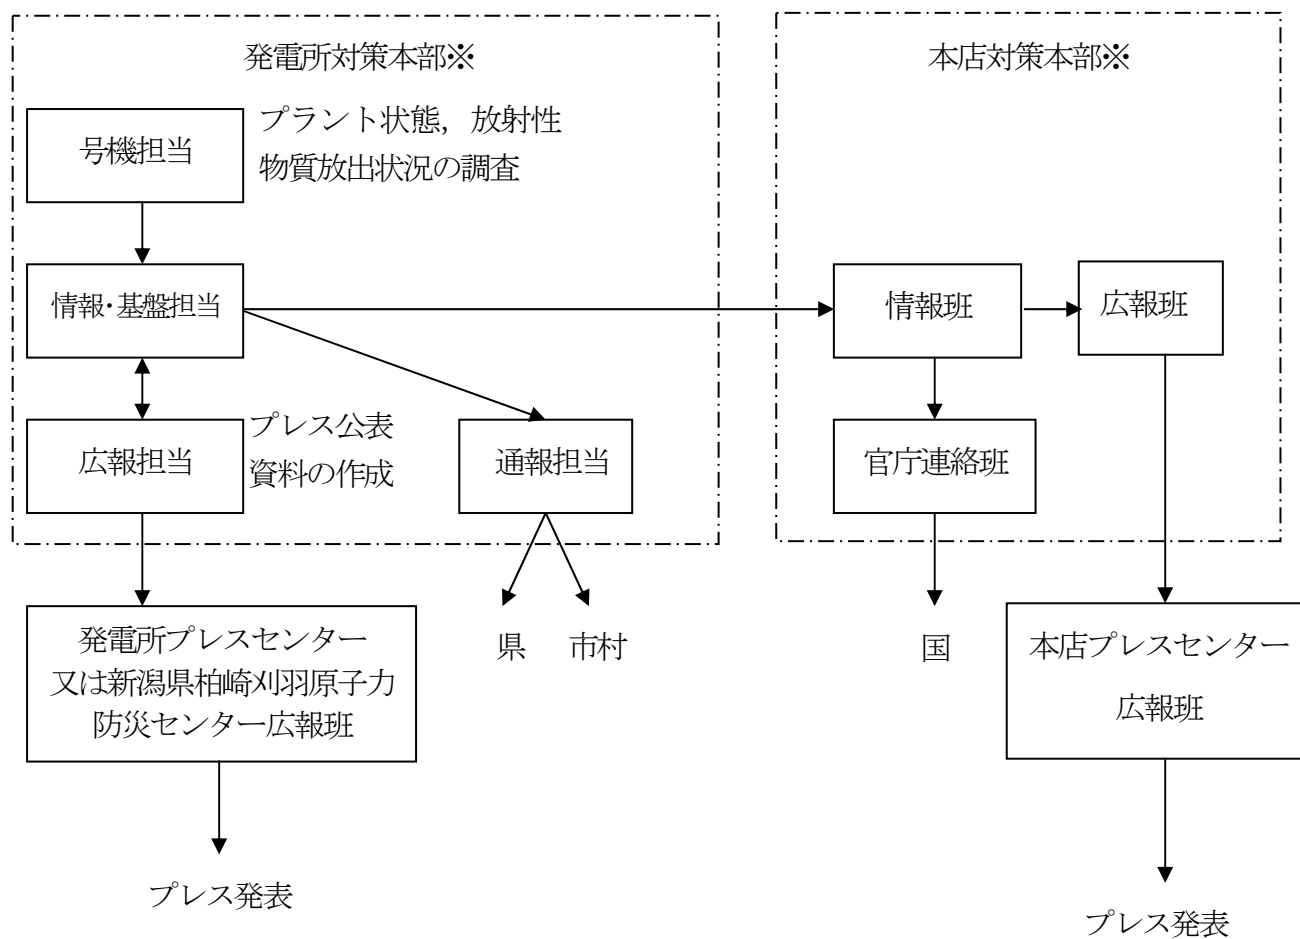 発電所対策本部※
号機担当
プラント状態，放射性
物質放出状況の調査
情報・基盤担当
広報担当
プレス公表
資料の作成
通報担当
県
市村
発電所プレスセンター
又は新潟県柏崎刈羽原子力
防災センター広報班
プレス発表
本店対策本部※
情報班
広報班
官庁連絡班
国
本店プレスセンター
広報班
プレス発表